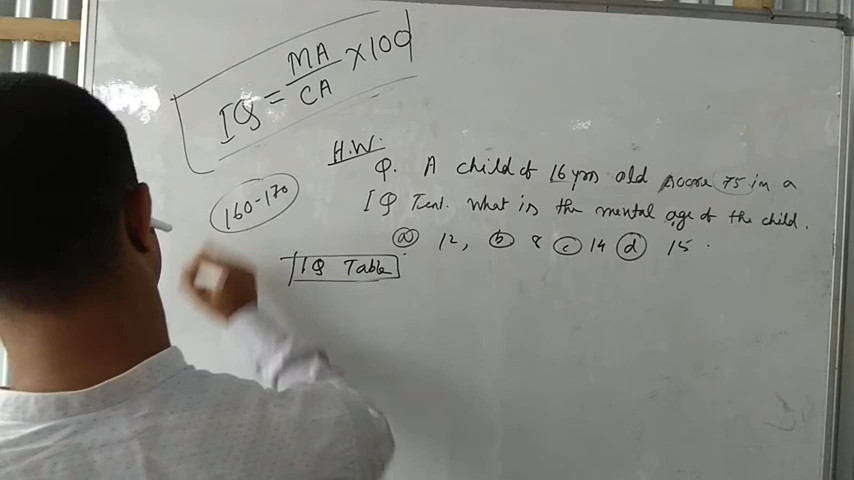 IQ = MA/CA ×100
H.W.
Q. A child of 16 yrs old score 75 in a
IQ Test. What is the mental age of the child.
(a) 12, (b) 8 (c) 14 (d) 15.
160-170
IQ Table